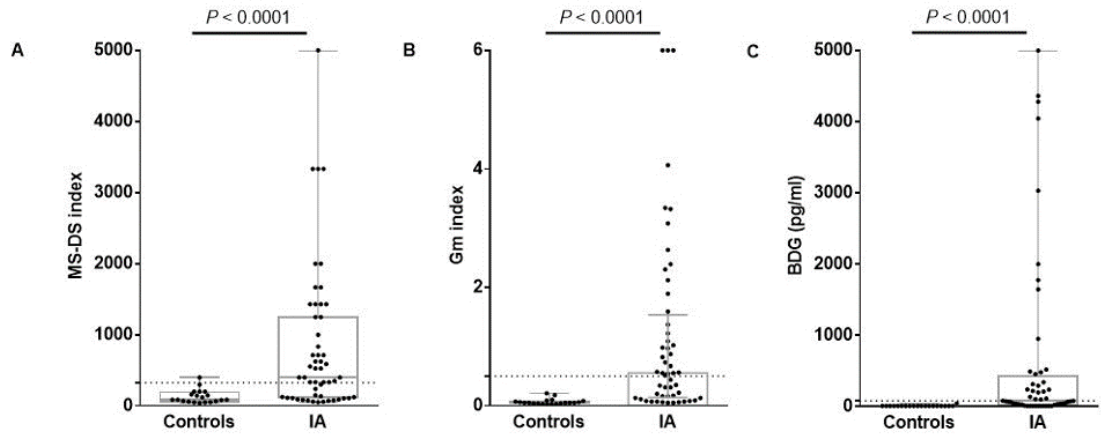 P < 0.0001
P < 0.0001
P < 0.0001
A
B
C
MS-DS index
5000
4000
3000
2000
1000
0
Controls IA
Gm index
6
4
2
0
Controls IA
BDG (pg/ml)
5000
4000
3000
2000
1000
0
Controls IA